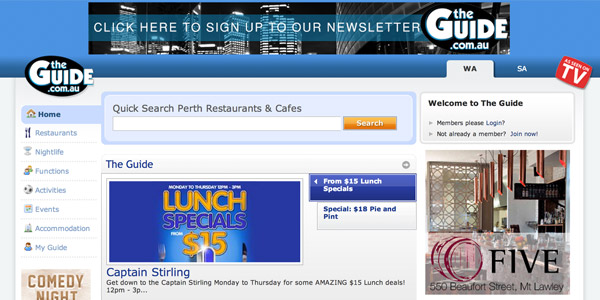 CLICK HERE TO SIGN UP TO OUR NEWSLETTER
the
GUIDE
.com.au
the
GUIDE
.com.au
WA
SA
AS SEEN ON
TV
Home
Restaurants
Nightlife
Functions
Activities
Events
Accommodation
My Guide
COMEDY
NIGHT
Quick Search Perth Restaurants & Cafes
Search
The Guide
MONDAY TO THURSDAY 12PM - 3PM
LUNCH
SPECIALS
FROM
$15
From $15 Lunch
Specials
Special: $18 Pie and
Pint
Captain Stirling
Get down to the Captain Stirling Monday to Thursday for some AMAZING $15 Lunch deals!
12pm - 3p...
Welcome to The Guide
Members please Login?
Not already a member? Join now!
FIVE
550 Beaufort Street, Mt Lawley